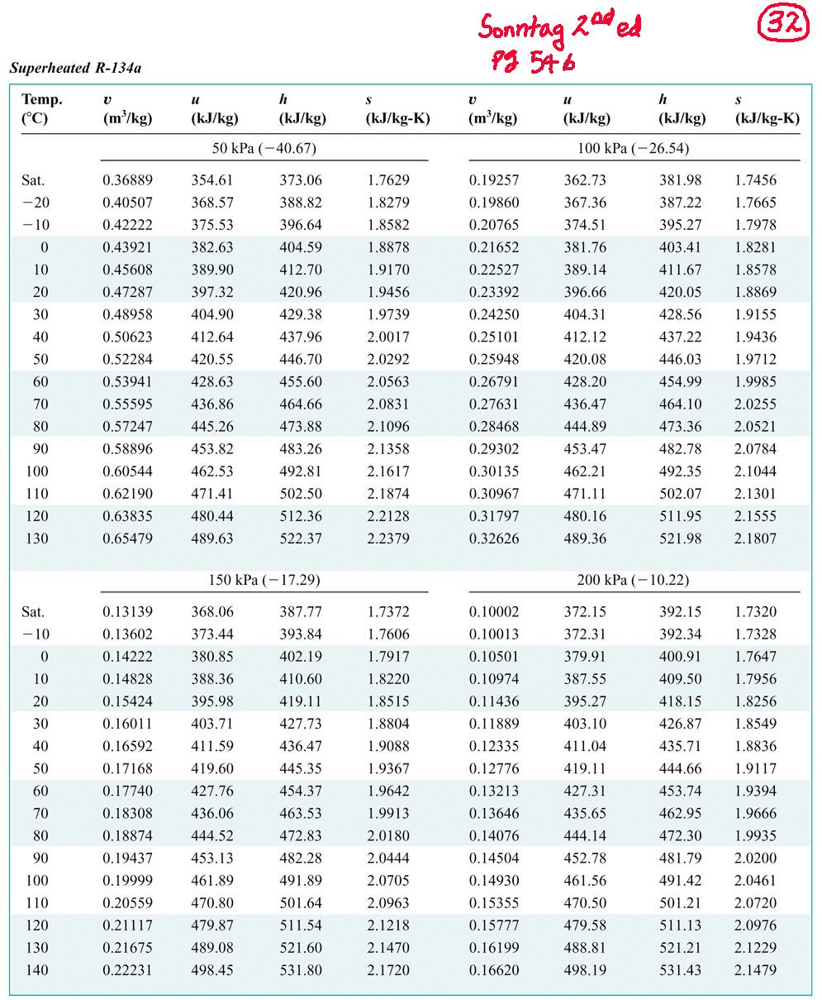 Sonntag 2nd ed
32
Pg 546
Superheated R-134a
Temp. v u h s v u h s
(°C) (m³/kg) (kJ/kg) (kJ/kg) (kJ/kg-K) (m³/kg) (kJ/kg) (kJ/kg) (kJ/kg-K)
50 kPa (−40.67) 100 kPa (−26.54)
Sat. 0.36889 354.61 373.06 1.7629 0.19257 362.73 381.98 1.7456
−20 0.40507 368.57 388.82 1.8279 0.19860 367.36 387.22 1.7665
−10 0.42222 375.53 396.64 1.8582 0.20765 374.51 395.27 1.7978
0 0.43921 382.63 404.59 1.8878 0.21652 381.76 403.41 1.8281
10 0.45608 389.90 412.70 1.9170 0.22527 389.14 411.67 1.8578
20 0.47287 397.32 420.96 1.9456 0.23392 396.66 420.05 1.8869
30 0.48958 404.90 429.38 1.9739 0.24250 404.31 428.56 1.9155
40 0.50623 412.64 437.96 2.0017 0.25101 412.12 437.22 1.9436
50 0.52284 420.55 446.70 2.0292 0.25948 420.08 446.03 1.9712
60 0.53941 428.63 455.60 2.0563 0.26791 428.20 454.99 1.9985
70 0.55595 436.86 464.66 2.0831 0.27631 436.47 464.10 2.0255
80 0.57247 445.26 473.88 2.1096 0.28468 444.89 473.36 2.0521
90 0.58896 453.82 483.26 2.1358 0.29302 453.47 482.78 2.0784
100 0.60544 462.53 492.81 2.1617 0.30135 462.21 492.35 2.1044
110 0.62190 471.41 502.50 2.1874 0.30967 471.11 502.07 2.1301
120 0.63835 480.44 512.36 2.2128 0.31797 480.16 511.95 2.1555
130 0.65479 489.63 522.37 2.2379 0.32626 489.36 521.98 2.1807
150 kPa (−17.29) 200 kPa (−10.22)
Sat. 0.13139 368.06 387.77 1.7372 0.10002 372.15 392.15 1.7320
−10 0.13602 373.44 393.84 1.7606 0.10013 372.31 392.34 1.7328
0 0.14222 380.85 402.19 1.7917 0.10501 379.91 400.91 1.7647
10 0.14828 388.36 410.60 1.8220 0.10974 387.55 409.50 1.7956
20 0.15424 395.98 419.11 1.8515 0.11436 395.27 418.15 1.8256
30 0.16011 403.71 427.73 1.8804 0.11889 403.10 426.87 1.8549
40 0.16592 411.59 436.47 1.9088 0.12335 411.04 435.71 1.8836
50 0.17168 419.60 445.35 1.9367 0.12776 419.11 444.66 1.9117
60 0.17740 427.76 454.37 1.9642 0.13213 427.31 453.74 1.9394
70 0.18308 436.06 463.53 1.9913 0.13646 435.65 462.95 1.9666
80 0.18874 444.52 472.83 2.0180 0.14076 444.14 472.30 1.9935
90 0.19437 453.13 482.28 2.0444 0.14504 452.78 481.79 2.0200
100 0.19999 461.89 491.89 2.0705 0.14930 461.56 491.42 2.0461
110 0.20559 470.80 501.64 2.0963 0.15355 470.50 501.21 2.0720
120 0.21117 479.87 511.54 2.1218 0.15777 479.58 511.13 2.0976
130 0.21675 489.08 521.60 2.1470 0.16199 488.81 521.21 2.1229
140 0.22231 498.45 531.80 2.1720 0.16620 498.19 531.43 2.1479